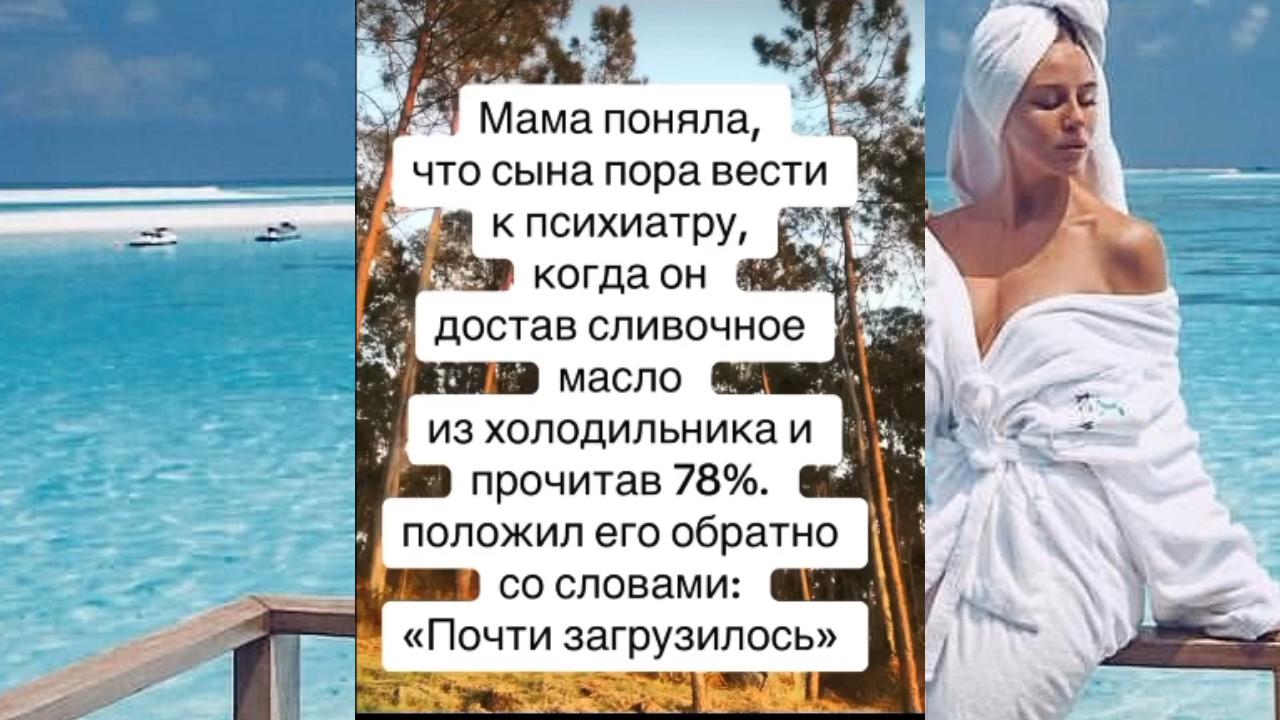 Мама поняла,
что сына пора вести
к психиатру,
когда он
достав сливочное
масло
из холодильника и
прочитав 78%.
положил его обратно
со словами:
«Почти загрузилось»